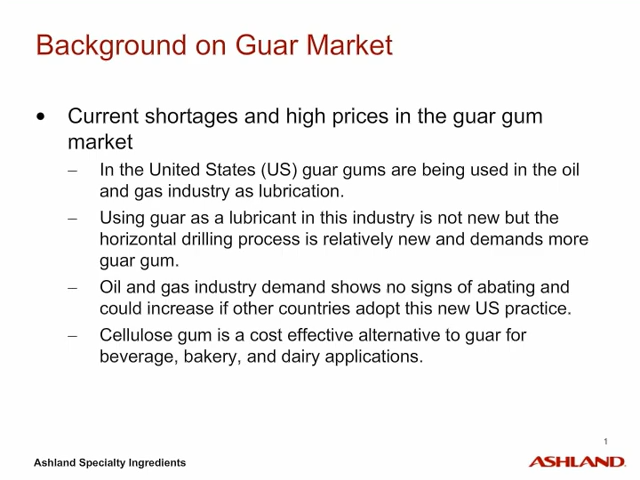 Background on Guar Market
• Current shortages and high prices in the guar gum
market
– In the United States (US) guar gums are being used in the oil
and gas industry as lubrication.
– Using guar as a lubricant in this industry is not new but the
horizontal drilling process is relatively new and demands more
guar gum.
– Oil and gas industry demand shows no signs of abating and
could increase if other countries adopt this new US practice.
– Cellulose gum is a cost effective alternative to guar for
beverage, bakery, and dairy applications.
1
Ashland Specialty Ingredients
ASHLAND